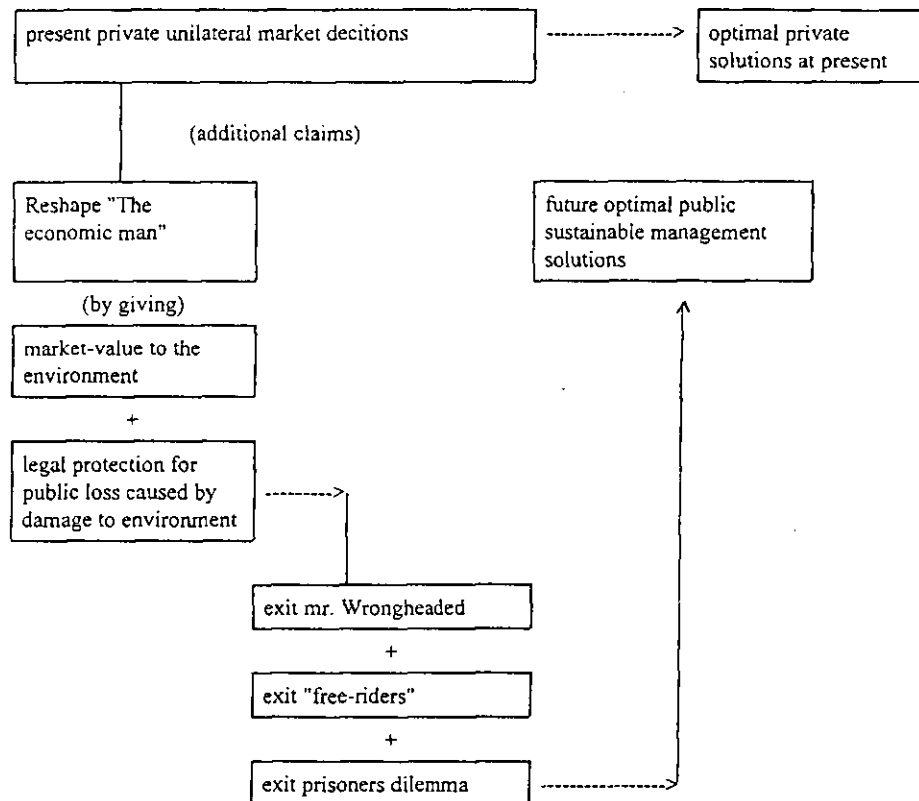 present private unilateral market decitions
optimal private
solutions at present
(additional claims)
Reshape "The
economic man"
future optimal public
sustainable management
solutions
(by giving)
market-value to the
environment
+
legal protection for
public loss caused by
damage to environment
exit mr. Wrongheaded
+
exit "free-riders"
+
exit prisoners dilemma